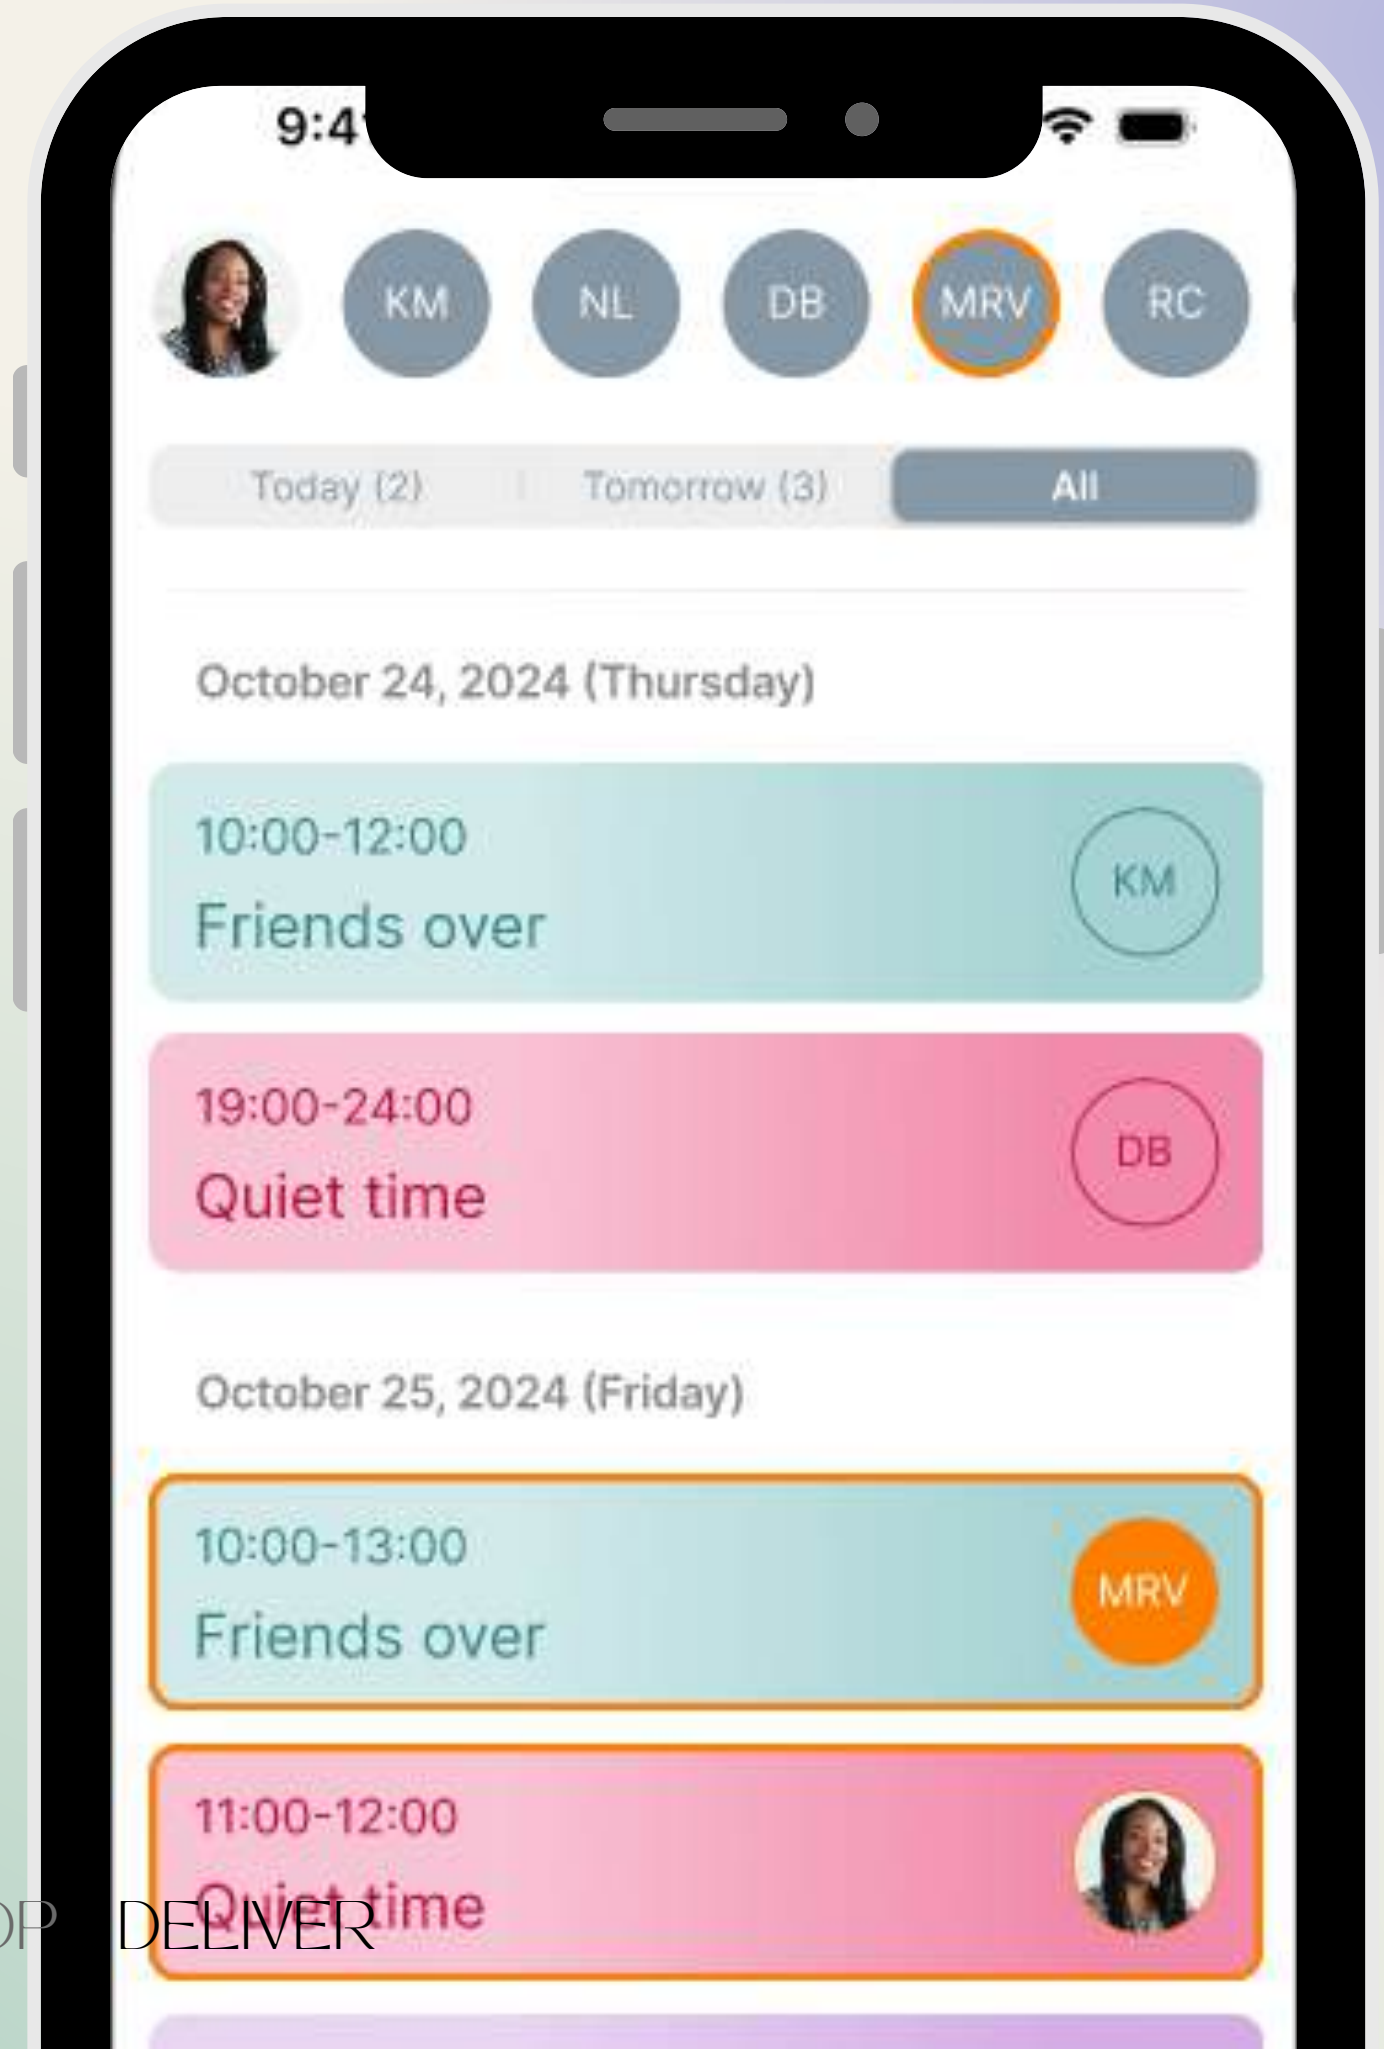 9:4
KM
NL
DB
MRV
RC
Today (2)
Tomorrow (3)
All
October 24, 2024 (Thursday)
10:00-12:00
Friends over
KM
19:00-24:00
Quiet time
DB
October 25, 2024 (Friday)
10:00-13:00
Friends over
MRV
11:00-12:00
Quiet time
DELIVER